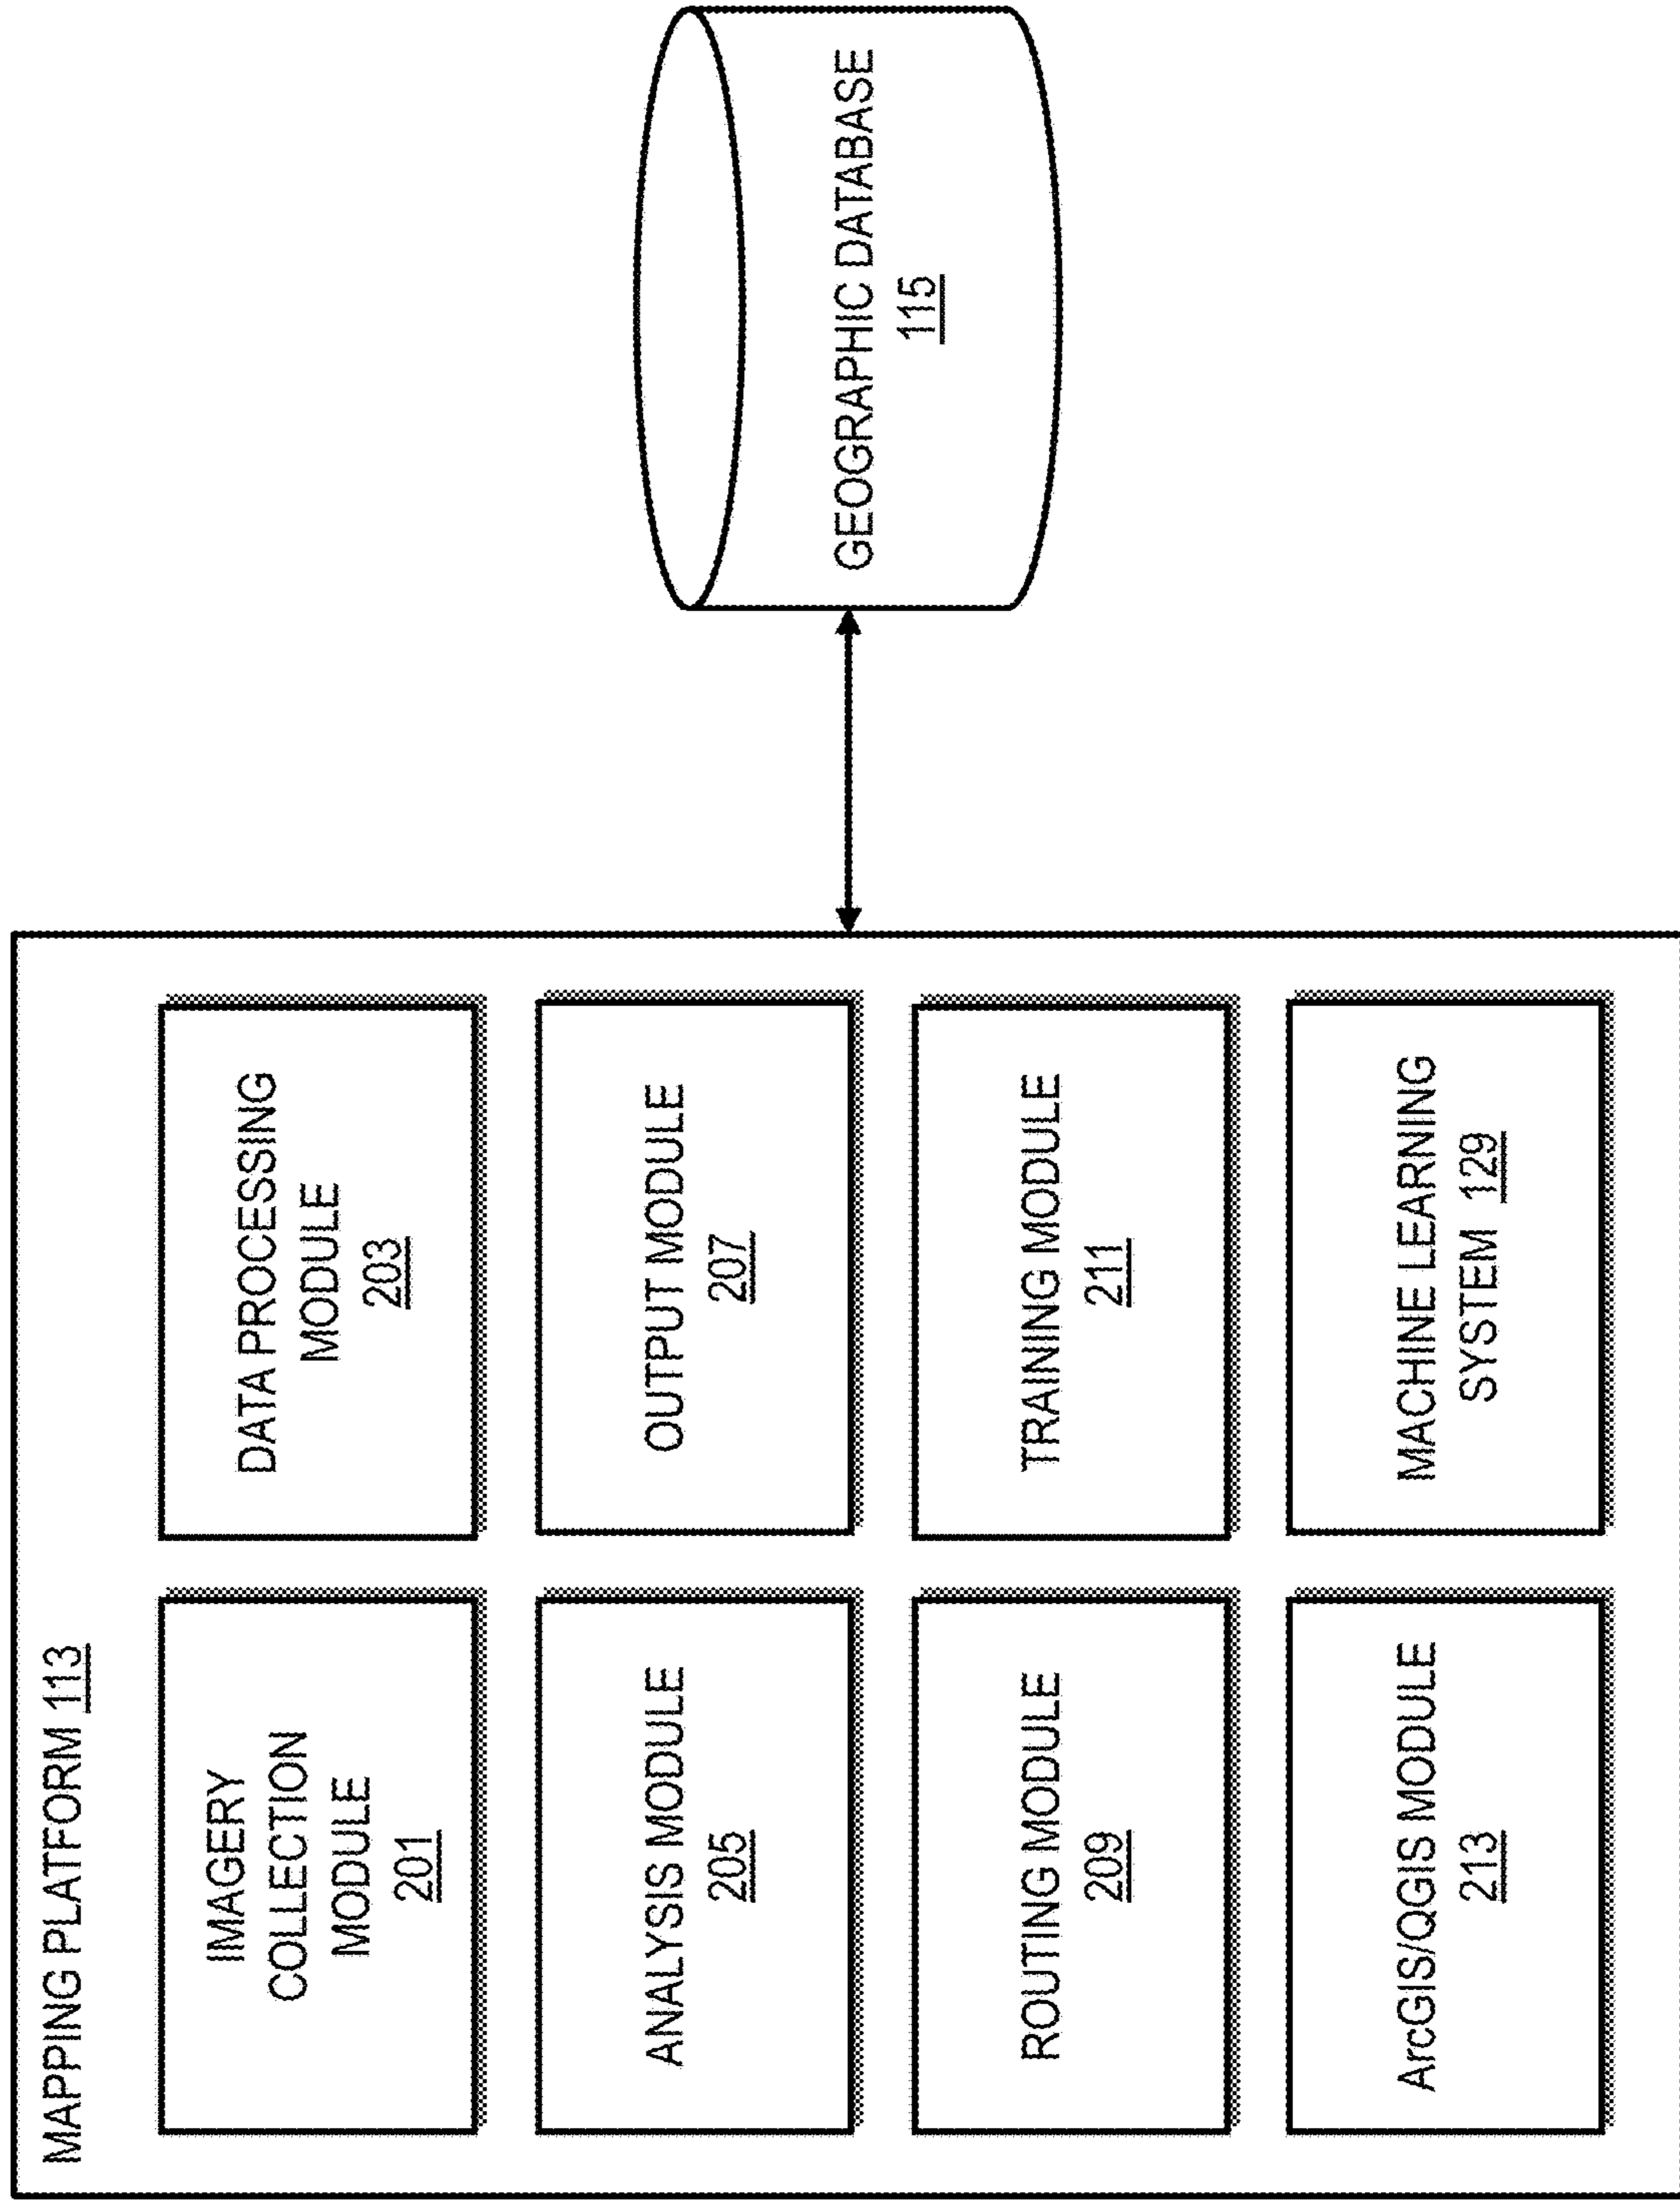 MAPPING PLATFORM 113
IMAGERY
COLLECTION
MODULE
201
DATA PROCESSING
MODULE
203
ANALYSIS MODULE
205
OUTPUT MODULE
207
ROUTING MODULE
209
TRAINING MODULE
211
ArcGIS/QGIS MODULE
213
MACHINE LEARNING
SYSTEM 129
GEOGRAPHIC DATABASE
115